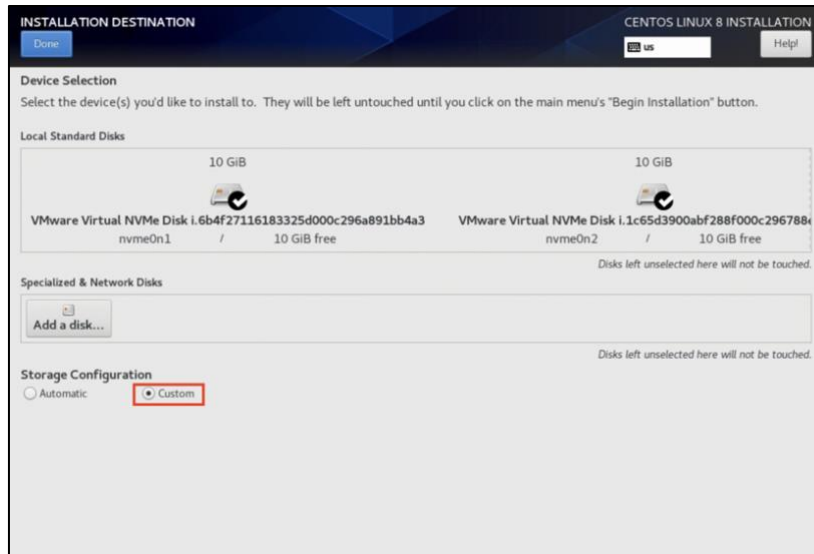 INSTALLATION DESTINATION
CENTOS LINUX 8 INSTALLATION
Done
us
Help!
Device Selection
Select the device(s) you'd like to install to. They will be left untouched until you click on the main menu's "Begin Installation" button.
Local Standard Disks
10 GiB
10 GiB
VMware Virtual NVMe Disk i.6b4f27116183325d000c296a891bb4a3
VMware Virtual NVMe Disk i.1c65d3900abf288f000c296788
nvme0n1 / 10 GiB free
nvme0n2 / 10 GiB free
Disks left unselected here will not be touched.
Specialized & Network Disks
Add a disk...
Disks left unselected here will not be touched.
Storage Configuration
Automatic
Custom